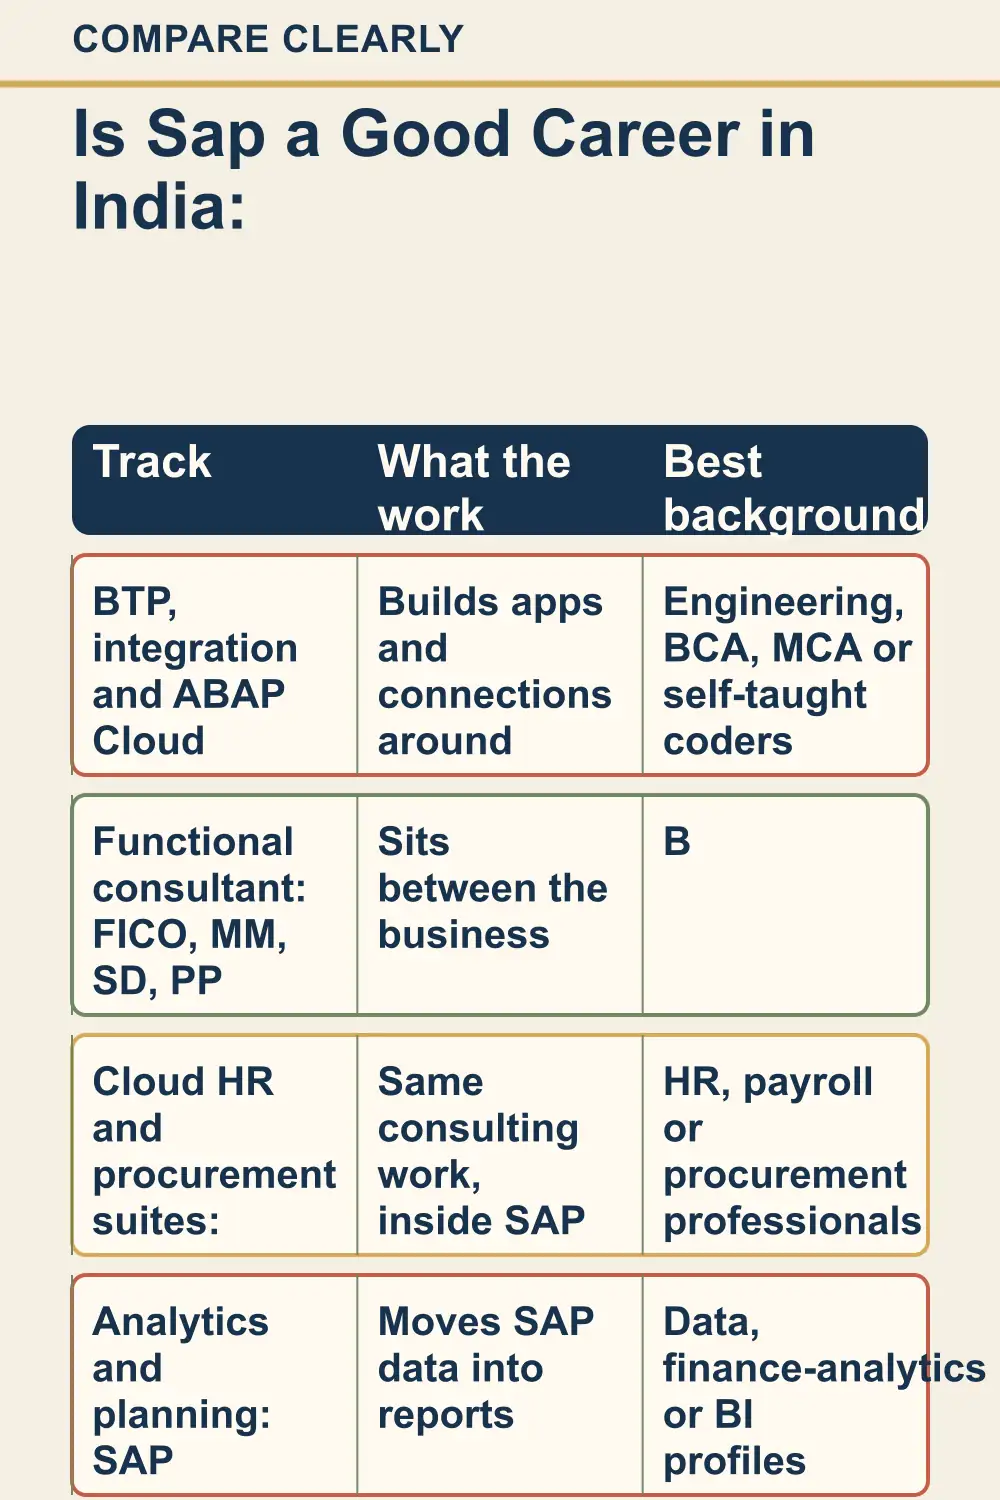 COMPARE CLEARLY
Is Sap a Good Career in
India:
Track
What the
work
Best
background
BTP,
integration
and ABAP
Cloud
Builds apps
and
connections
around
Engineering,
BCA, MCA or
self-taught
coders
Functional
consultant:
FICO, MM,
SD, PP
Sits
between the
business
B
Cloud HR
and
procurement
suites:
Same
consulting
work,
inside SAP
HR, payroll
or
procurement
professionals
Analytics
and
planning:
SAP
Moves SAP
data into
reports
Data,
finance-analytics
or BI
profiles